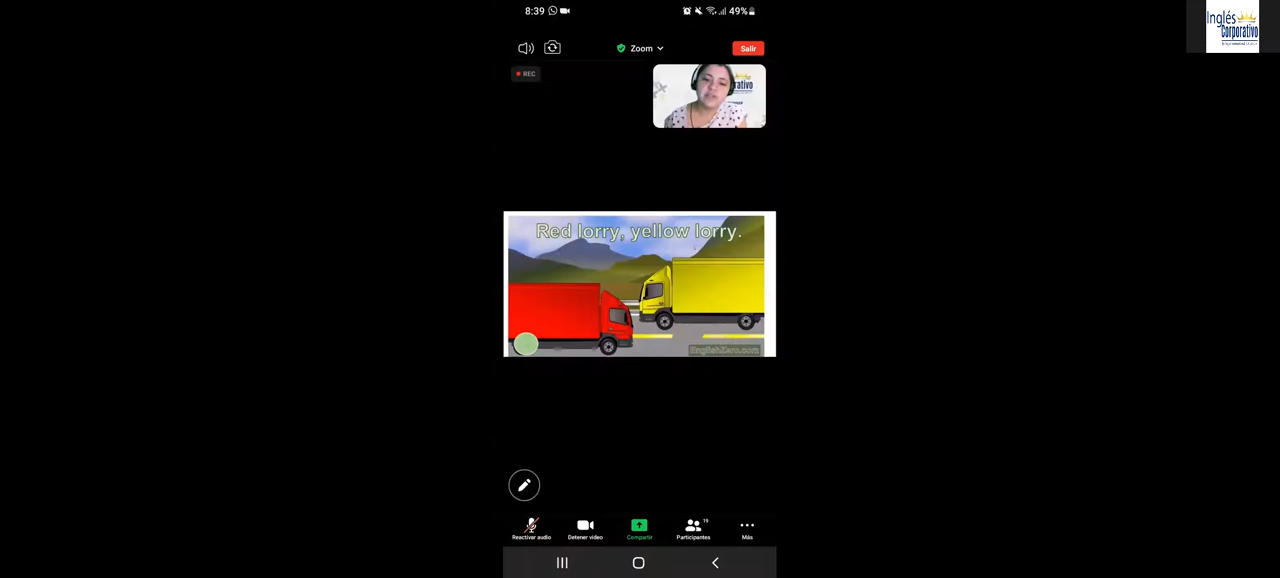 8:39
49%
Inglés
Corporativo
Zoom
Salir
REC
Red lorry, yellow lorry.
EnglishZero.com
Reactivar audio
Detener video
Compartir
19
Participantes
Más